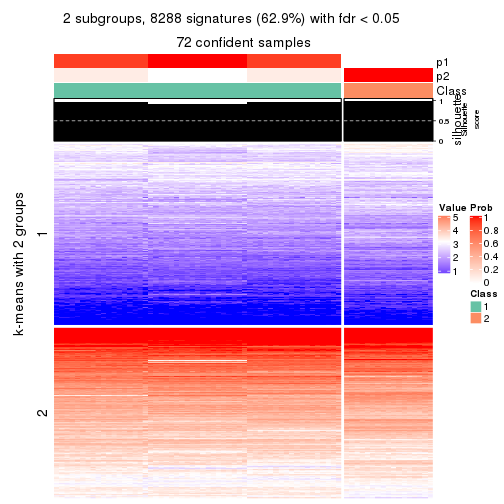 2 subgroups, 8288 signatures (62.9%) with fdr < 0.05
72 confident samples
p1
p2
Class
silhouette
Silhouette
score
1
0.5
0
k-means with 2 groups
1
2
Value
5
4
3
2
1
Prob
1
0.8
0.6
0.4
0.2
0
Class
1
2